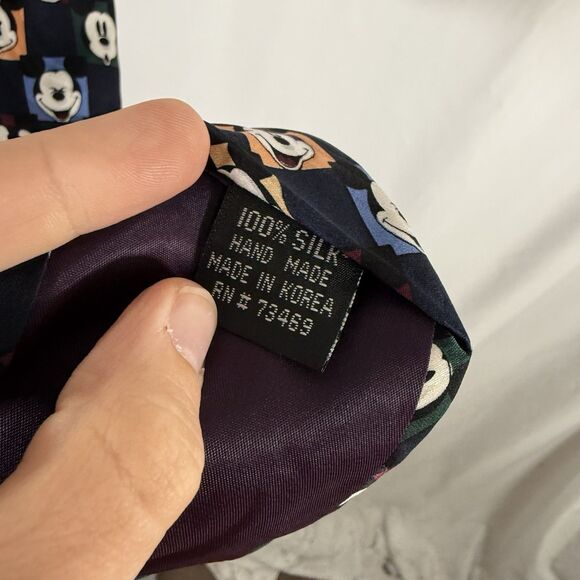 100% SILK
HAND MADE
MADE IN KOREA
RN # 73469